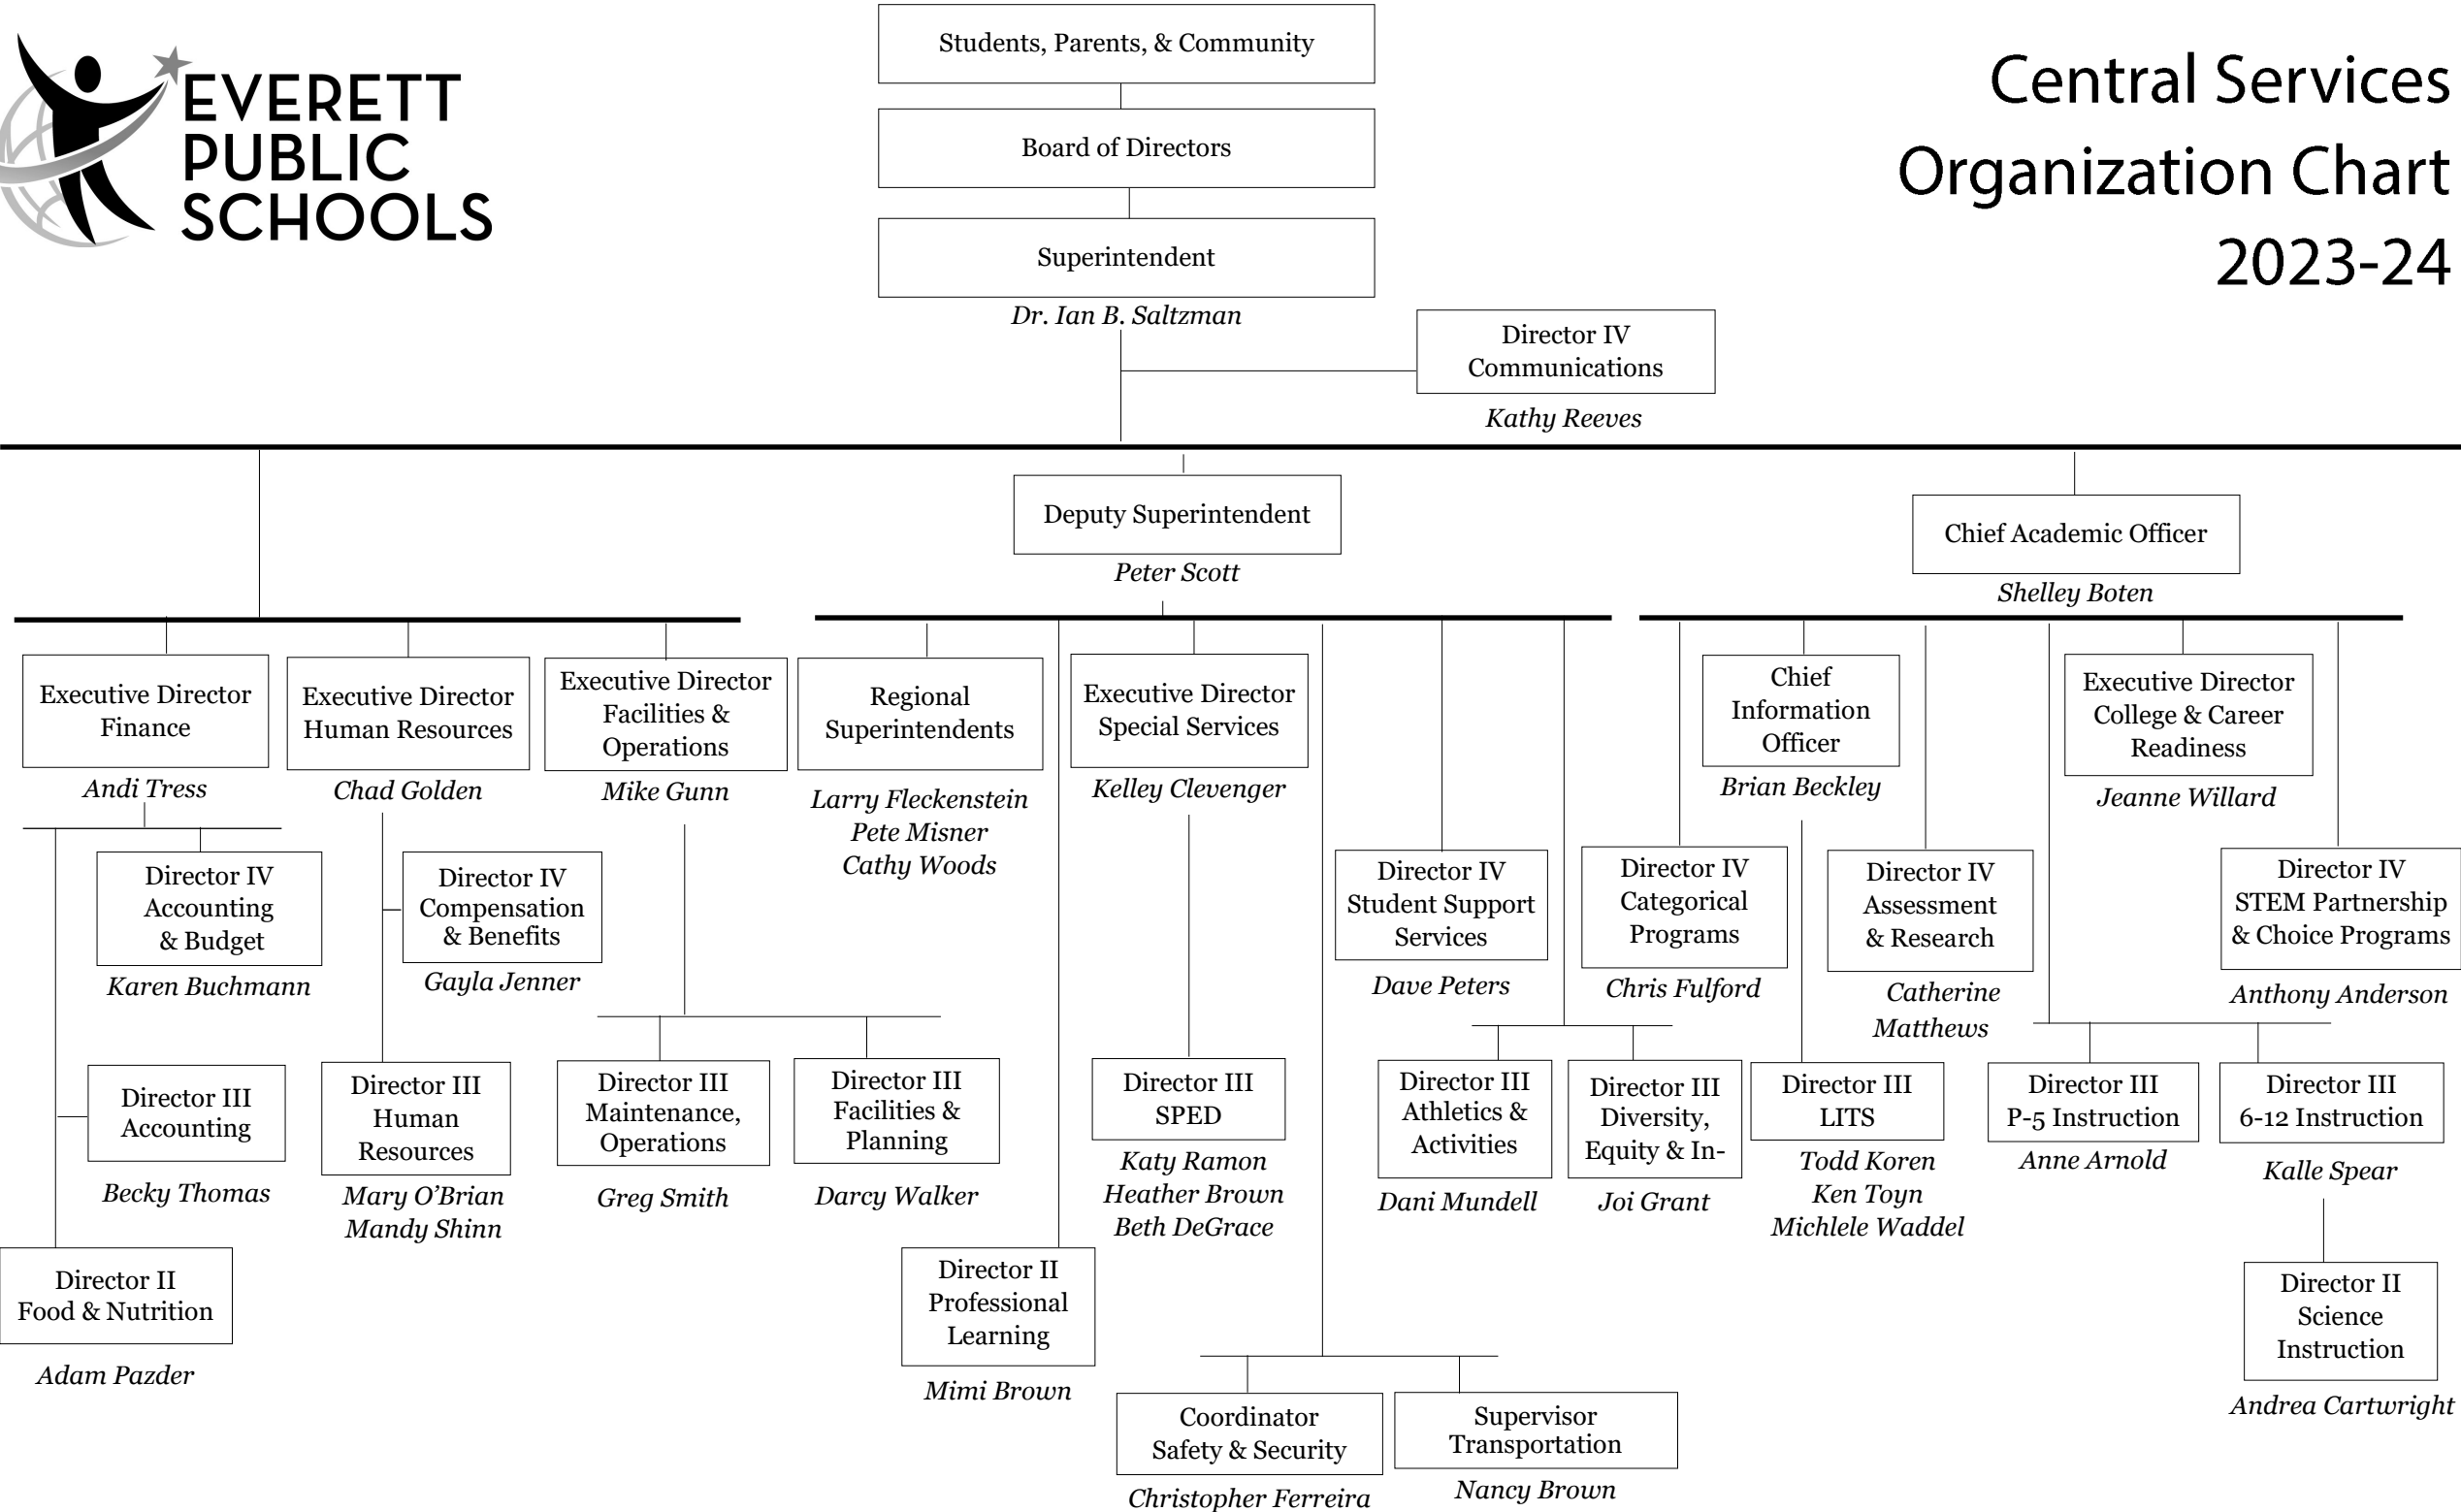 EVERETT
PUBLIC
SCHOOLS
Central Services
Organization Chart
2023-24
Students, Parents, & Community
Board of Directors
Superintendent
Dr. Ian B. Saltzman
Director IV
Communications
Kathy Reeves
Deputy Superintendent
Peter Scott
Chief Academic Officer
Shelley Boten
Executive Director
Finance
Andi Tress
Executive Director
Human Resources
Chad Golden
Executive Director
Facilities &
Operations
Mike Gunn
Regional
Superintendents
Larry Fleckenstein
Pete Misner
Cathy Woods
Executive Director
Special Services
Kelley Clevenger
Chief
Information
Officer
Brian Beckley
Executive Director
College & Career
Readiness
Jeanne Willard
Director IV
Accounting
& Budget
Karen Buchmann
Director IV
Compensation
& Benefits
Gayla Jenner
Director IV
Student Support
Services
Dave Peters
Director IV
Categorical
Programs
Chris Fulford
Director IV
Assessment
& Research
Catherine
Matthews
Director IV
STEM Partnership
& Choice Programs
Anthony Anderson
Director III
Accounting
Becky Thomas
Director III
Human
Resources
Mary O’Brian
Mandy Shinn
Director III
Maintenance,
Operations
Greg Smith
Director III
Facilities &
Planning
Darcy Walker
Director III
SPED
Katy Ramon
Heather Brown
Beth DeGrace
Director III
Athletics &
Activities
Dani Mundell
Director III
Diversity,
Equity & In-
Joi Grant
Director III
LITS
Todd Koren
Ken Toyn
Michlele Waddel
Director III
P-5 Instruction
Anne Arnold
Director III
6-12 Instruction
Kalle Spear
Director II
Food & Nutrition
Adam Pazder
Director II
Professional
Learning
Mimi Brown
Director II
Science
Instruction
Andrea Cartwright
Coordinator
Safety & Security
Christopher Ferreira
Supervisor
Transportation
Nancy Brown